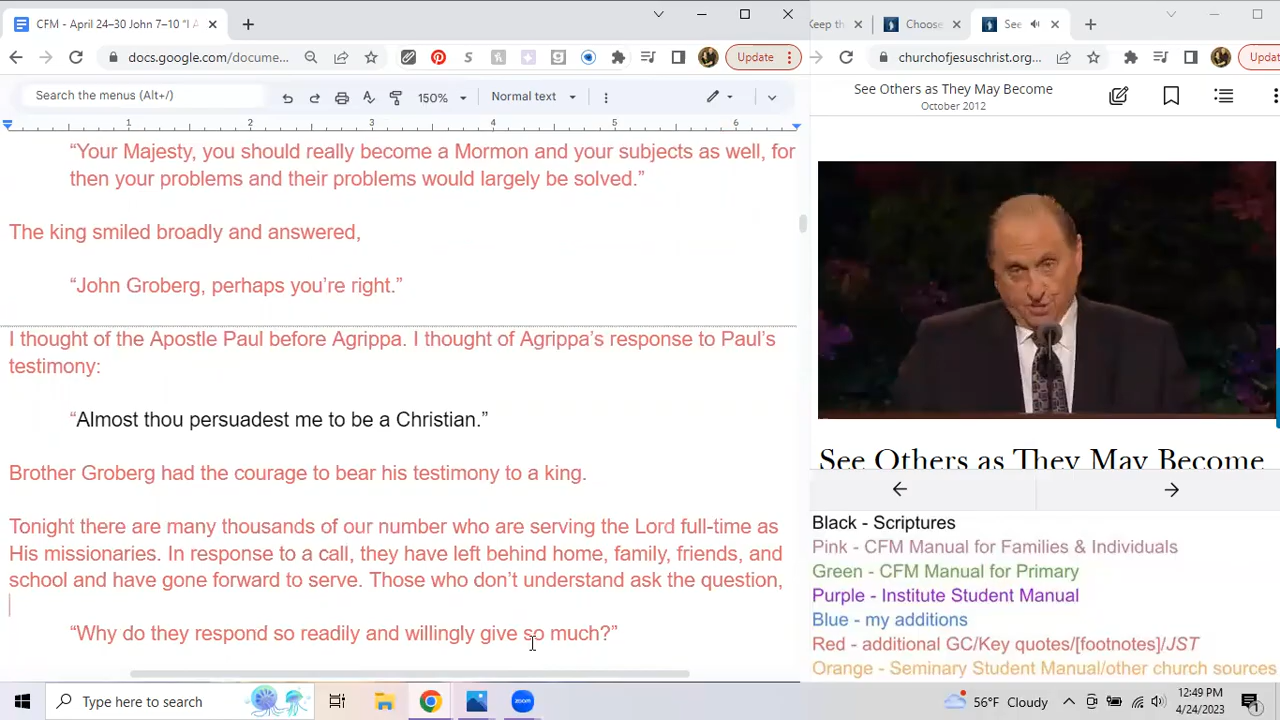 CFM - April 24–30 John 7–10 “I A
Keep th
Choose
See
docs.google.com/docume...
Update
churchofjesuschrist.org...
Updat
Search the menus (Alt+/)
150%
Normal text
See Others as They May Become
October 2012
1 2 3 4 5 6
“Your Majesty, you should really become a Mormon and your subjects as well, for
then your problems and their problems would largely be solved.”
The king smiled broadly and answered,
“John Groberg, perhaps you’re right.”
I thought of the Apostle Paul before Agrippa. I thought of Agrippa’s response to Paul’s
testimony:
“Almost thou persuadest me to be a Christian.”
Brother Groberg had the courage to bear his testimony to a king.
Tonight there are many thousands of our number who are serving the Lord full-time as
His missionaries. In response to a call, they have left behind home, family, friends, and
school and have gone forward to serve. Those who don’t understand ask the question,
“Why do they respond so readily and willingly give so much?”
See Others as They May Become
Black - Scriptures
Pink - CFM Manual for Families & Individuals
Green - CFM Manual for Primary
Purple - Institute Student Manual
Blue - my additions
Red - additional GC/Key quotes/[footnotes]/JST
Orange - Seminary Student Manual/other church sources
Type here to search
zoom
56°F Cloudy
12:49 PM
4/24/2023
1